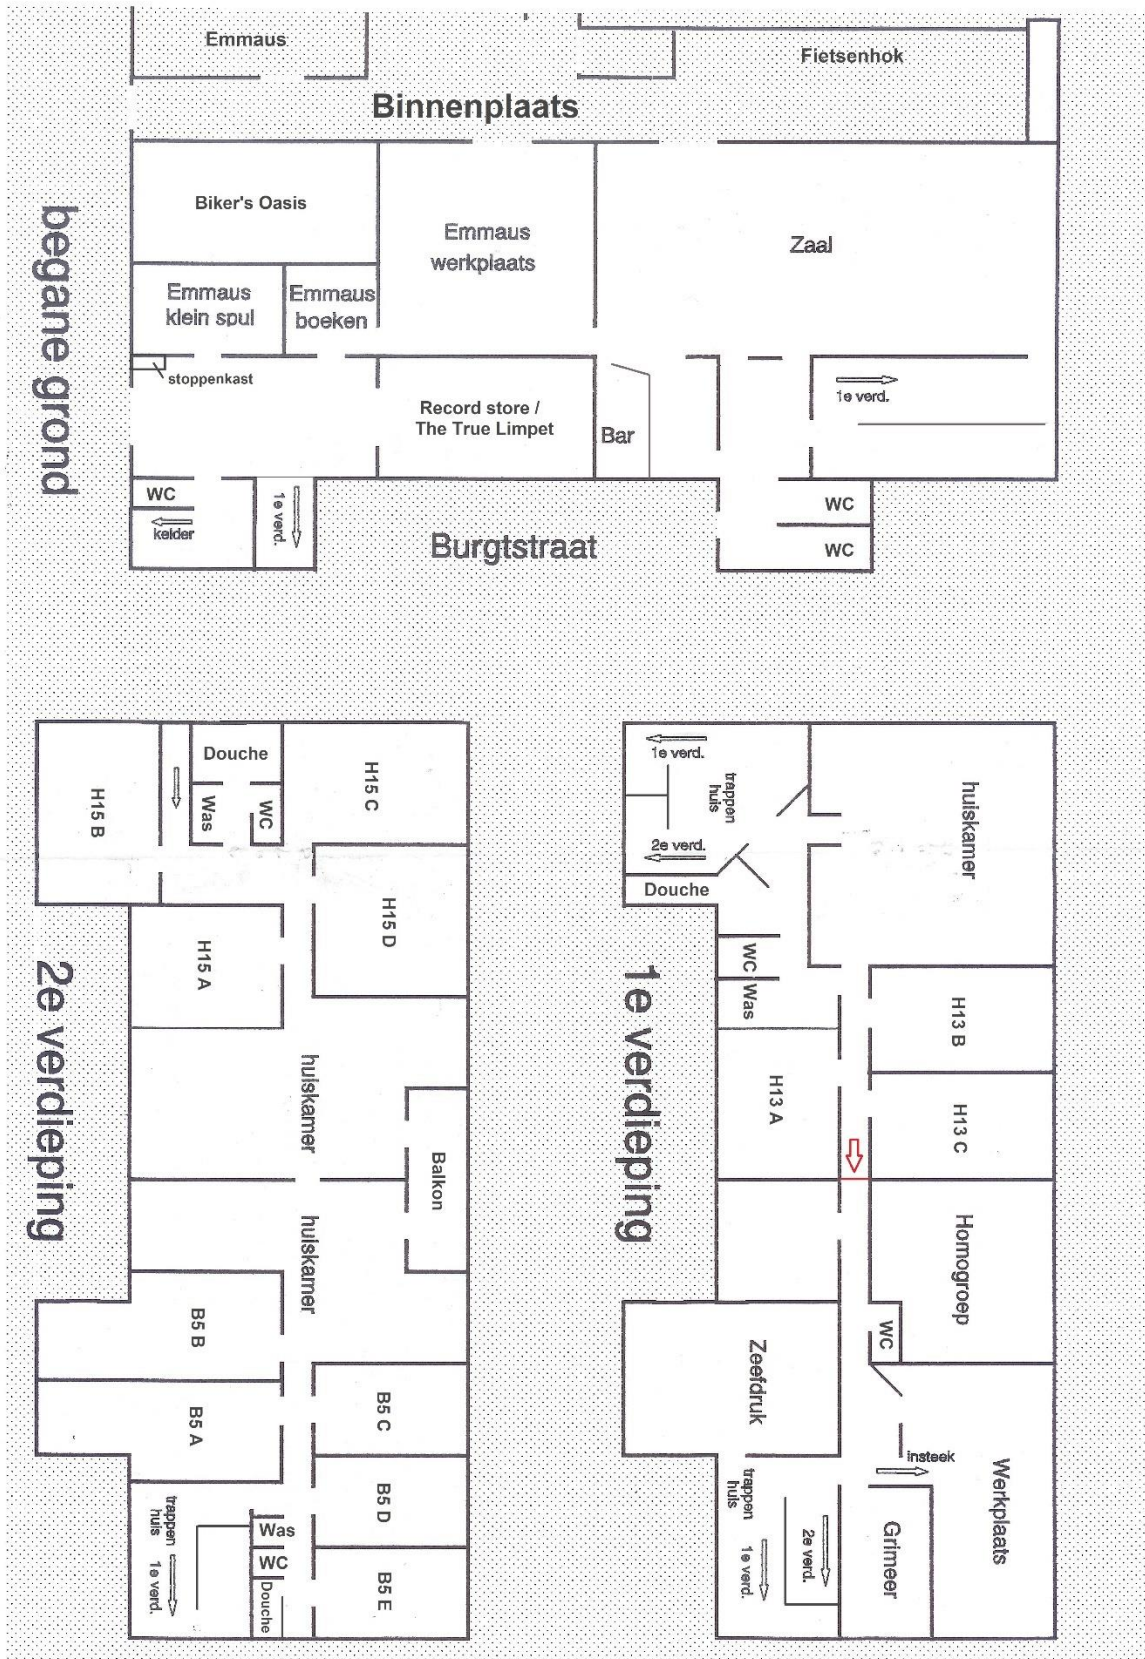 Emmaus
Fietsenhok
Binnenplaats
begane grond
Biker's Oasis
Emmaus
werkplaats
Zaal
Emmaus
klein spul
Emmaus
boeken
stoppenkast
Record store /
The True Limpet
Bar
1e verd.
WC
kelder
1e verd.
Burgtstraat
WC
WC
2e verdieping
H15 B
Douche
Was
WC
H15 C
H15 A
H15 D
huiskamer
Balkon
huiskamer
B5 B
B5 A
B5 C
B5 D
B5 E
trappen
huis
1e verd.
Was
WC
Douche
1e verdieping
1e verd.
trappen
huis
2e verd.
Douche
huiskamer
WC
Was
H13 A
H13 B
H13 C
Homogroep
WC
Zeefdruk
insteek
Werkplaats
Grimeer
trappen
huis
1e verd.
2e verd.